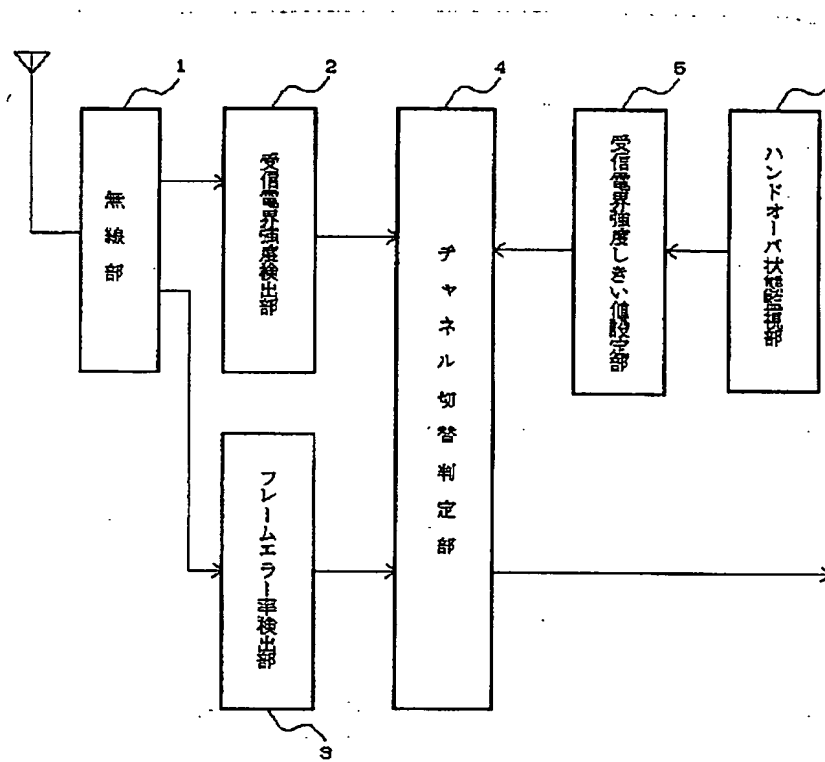 1
2
4
5
無線部
受信電界強度検出部
チャネル切替判定部
受信電界強度しきい値設定部
ハンドオーバ状態監視部
フレームエラー率検出部
3